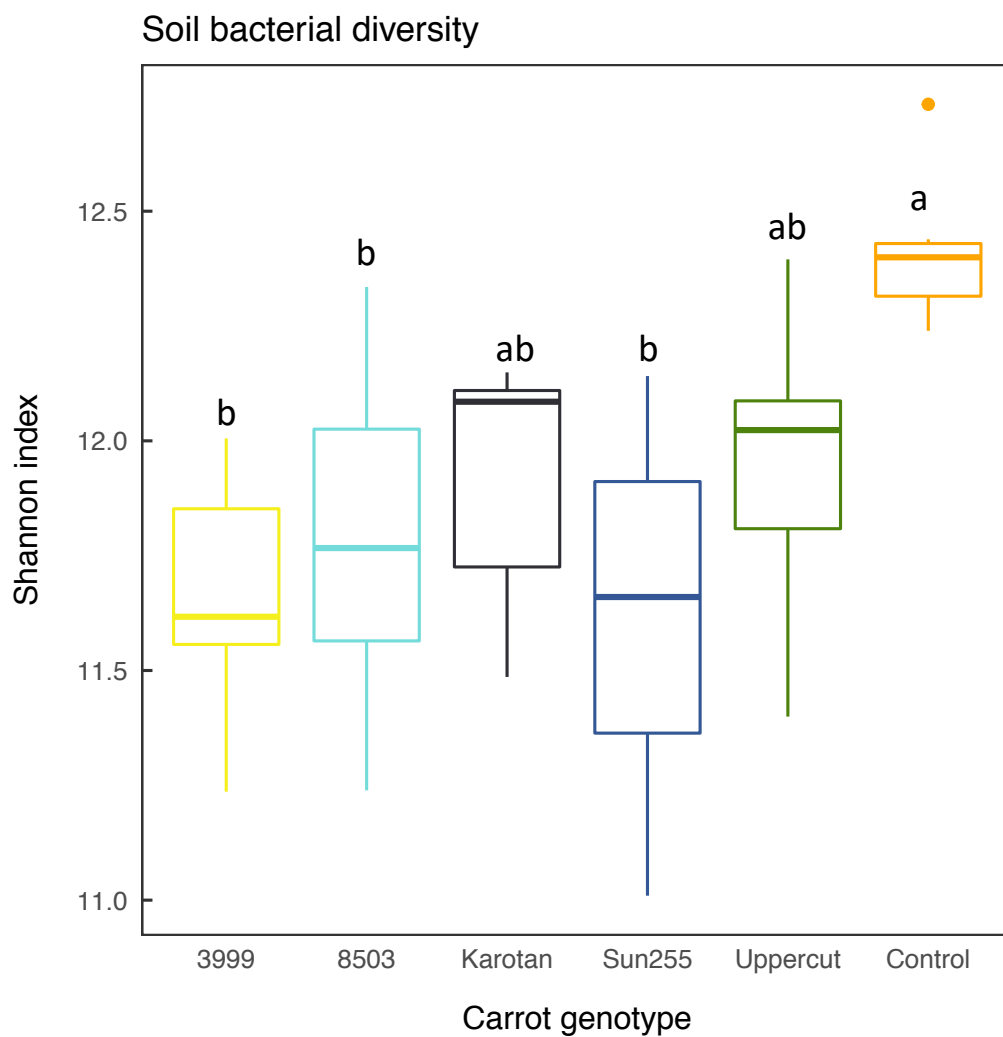 Soil bacterial diversity
Shannon index
12.5
12.0
11.5
11.0
b
b
ab
b
ab
a
3999 8503 Karotan Sun255 Uppercut Control
Carrot genotype